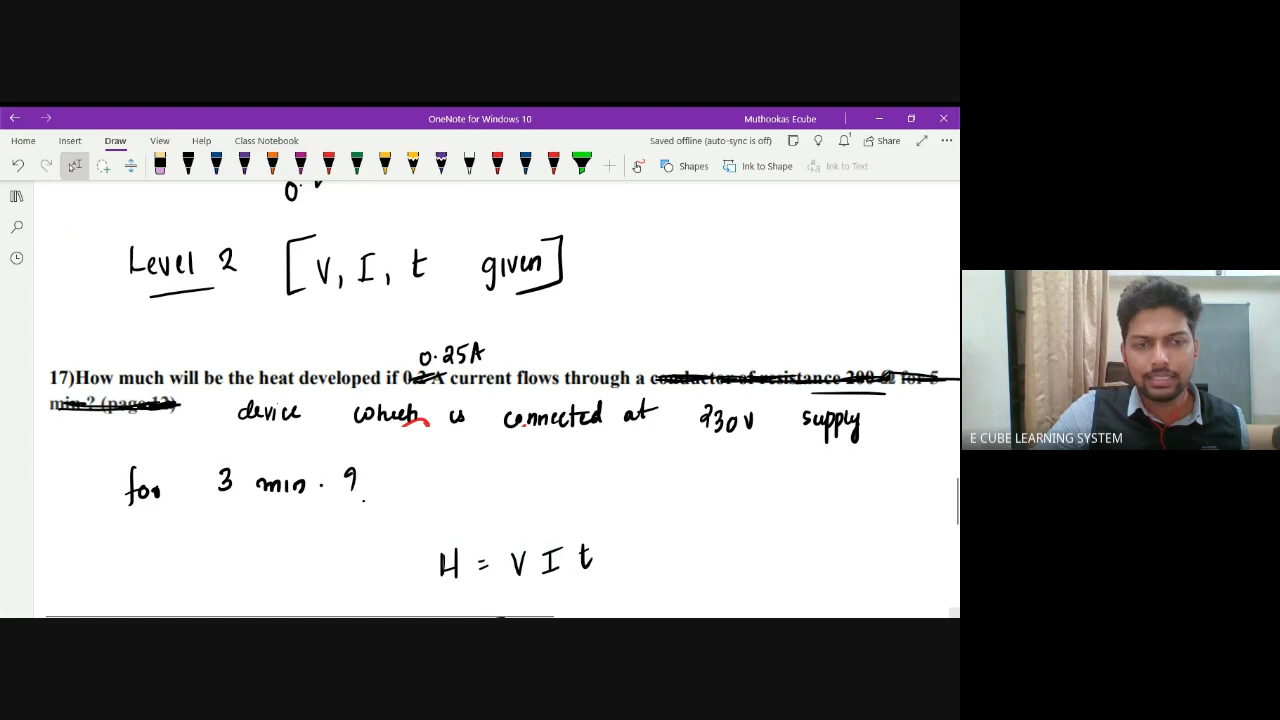 OneNote for Windows 10
Muthookas Ecube
Home Insert Draw View Help Class Notebook
Saved offline (auto-sync is off) Share
Shapes Ink to Shape Ink to Text
0.
Level 2 [V, I, t given]
0.25A
17)How much will be the heat developed if 0.2 A current flows through a conductor of resistance 200 Ω for 5
min? (page 12)
device which is connected at 230V supply
for 3 min. ?
H = V I t
E CUBE LEARNING SYSTEM